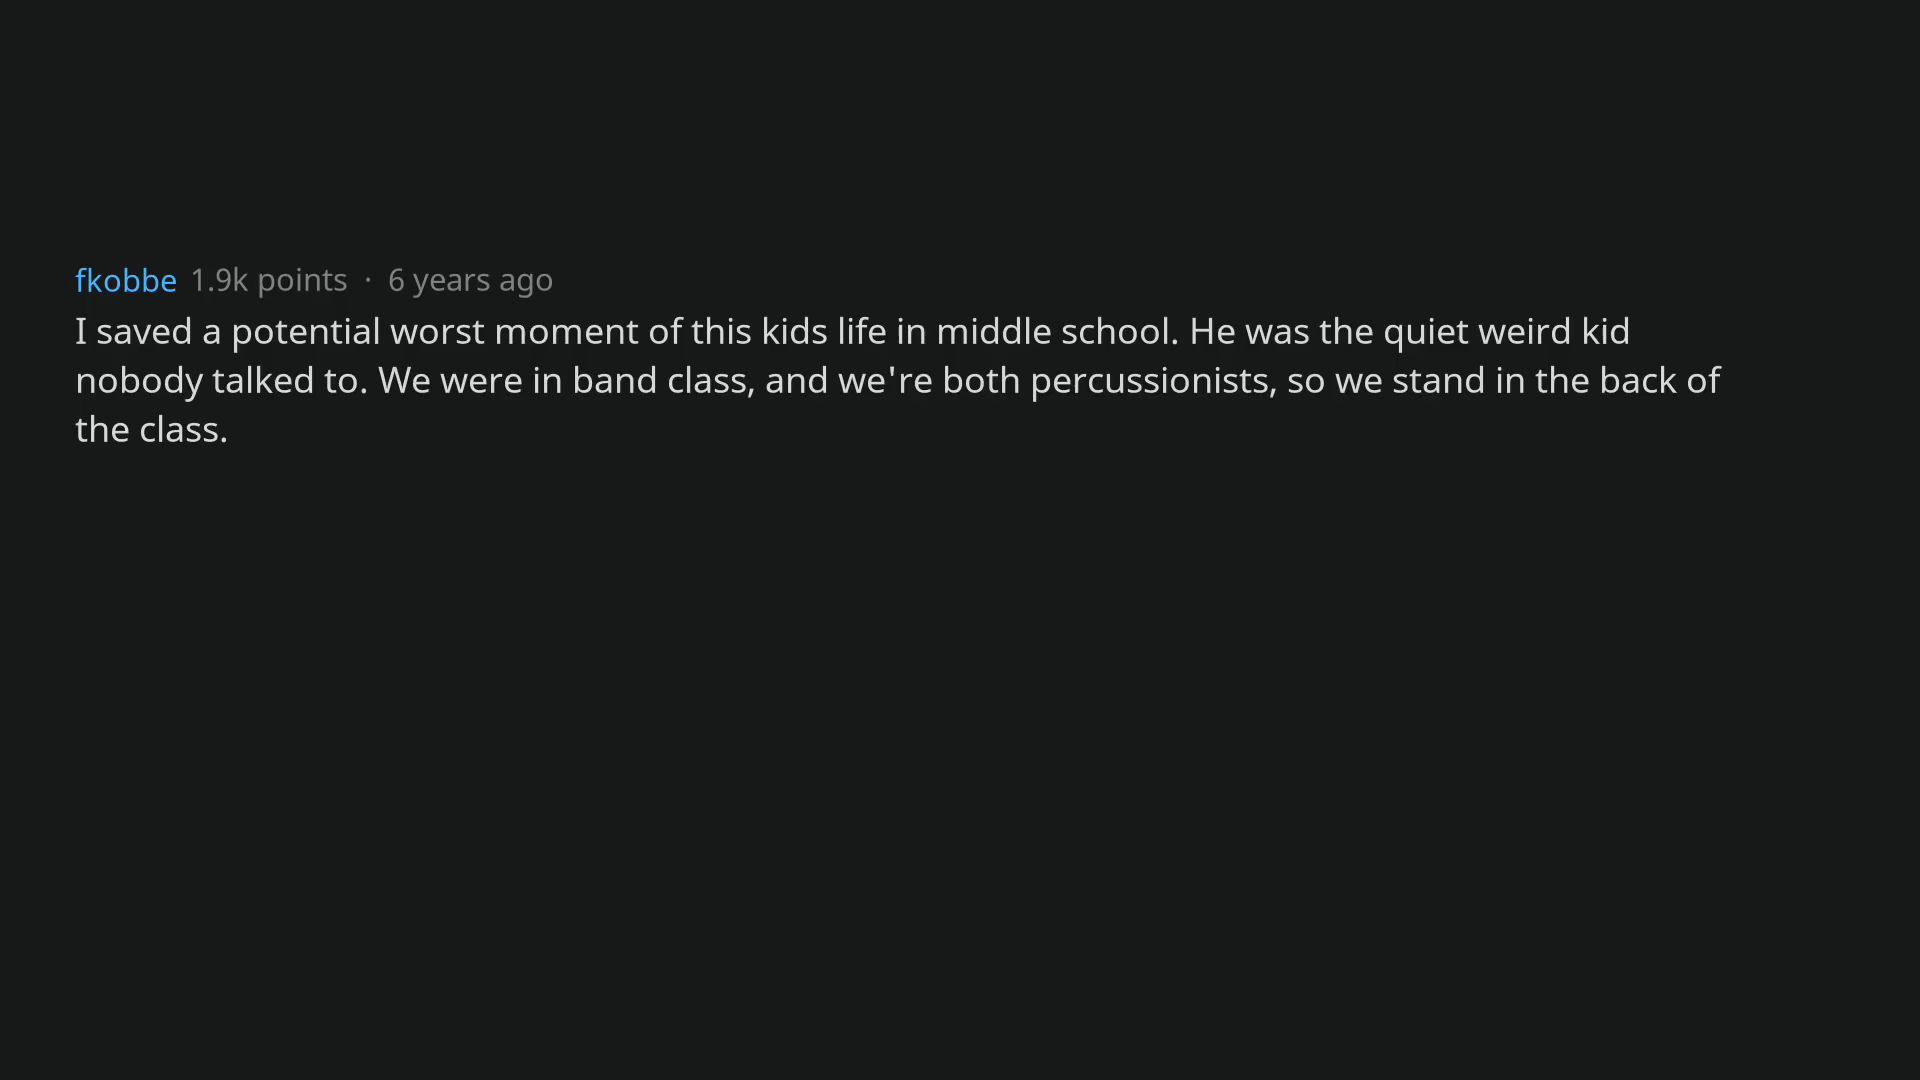 fkobbe 1.9k points · 6 years ago
I saved a potential worst moment of this kids life in middle school. He was the quiet weird kid
nobody talked to. We were in band class, and we're both percussionists, so we stand in the back of
the class.